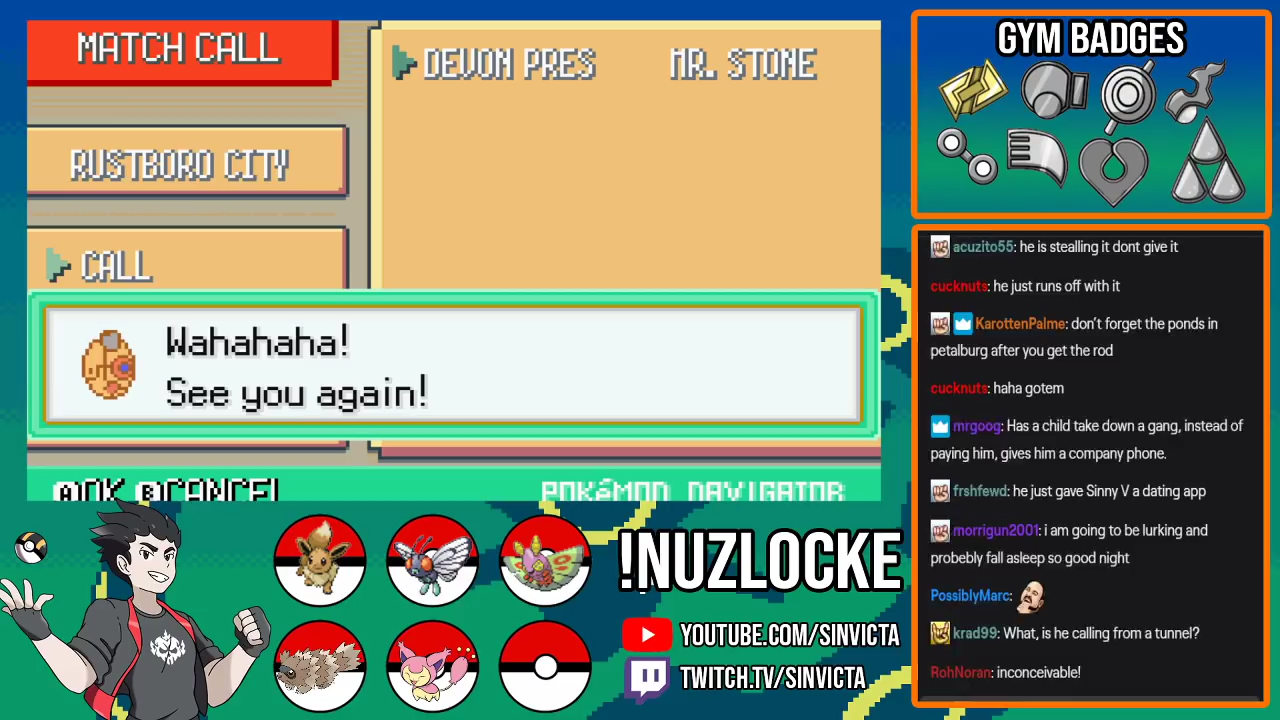 MATCH CALL
DEVON PRES MR. STONE
RUSTBORO CITY
CALL
Wahahaha!
See you again!
ⒶOK ⒷCANCEL
POKéMON NAVIGATOR
GYM BADGES
acuzito55: he is stealling it dont give it
cucknuts: he just runs off with it
KarottenPalme: don't forget the ponds in
petalburg after you get the rod
cucknuts: haha gotem
mrgoog: Has a child take down a gang, instead of
paying him, gives him a company phone.
frshfewd: he just gave Sinny V a dating app
morrigun2001: i am going to be lurking and
probebly fall asleep so good night
PossiblyMarc:
krad99: What, is he calling from a tunnel?
RohNoran: inconceivable!
!NUZLOCKE
YOUTUBE.COM/SINVICTA
TWITCH.TV/SINVICTA